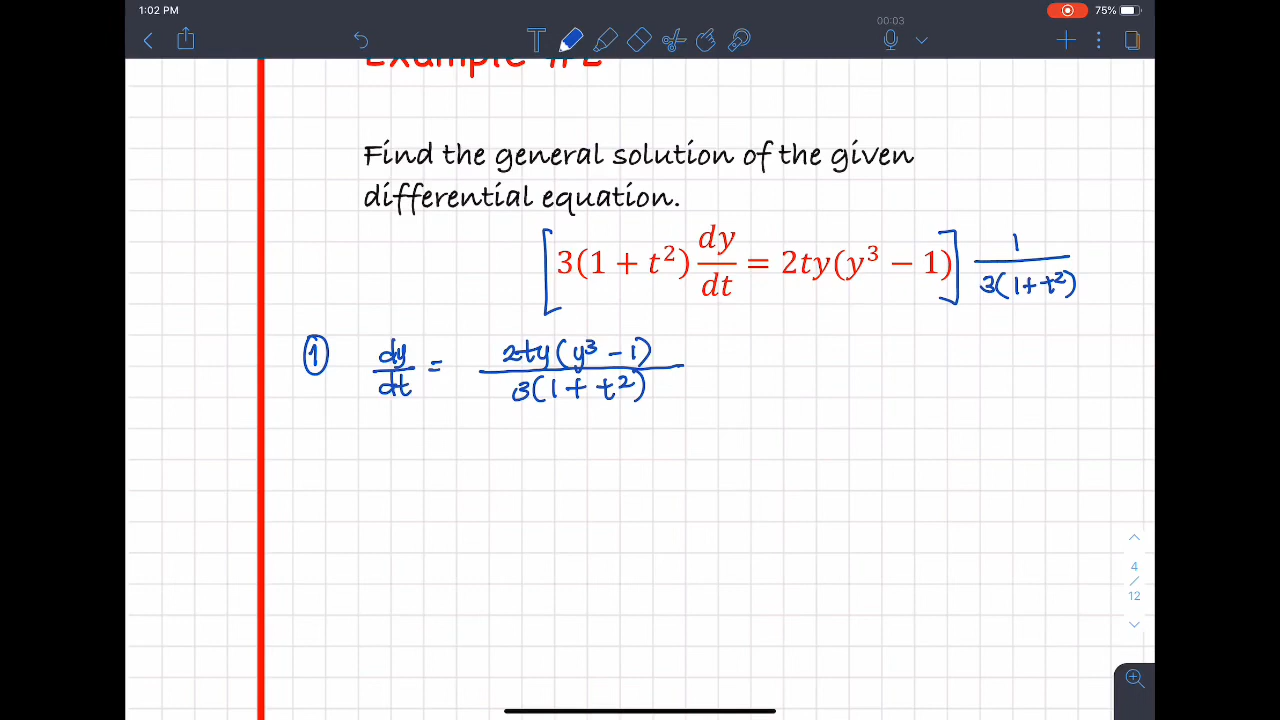 1:02 PM
75%
00:03
Example #2
Find the general solution of the given
differential equation.
[3(1 + t²) dy/dt = 2ty(y³ − 1)] 1/3(1+t²)
① dy/dt = 2ty(y³ − 1)/3(1 + t²)
4
/
12